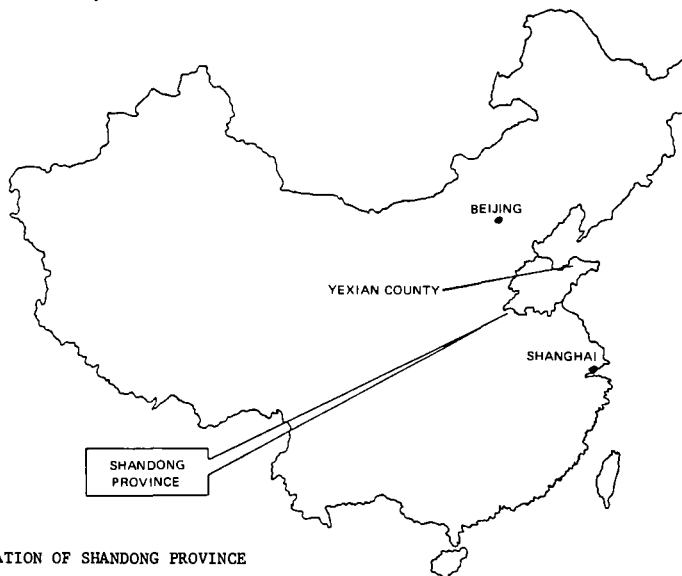 BEIJING
YEXIAN COUNTY
SHANGHAI
SHANDONG
PROVINCE
ATION OF SHANDONG PROVINCE